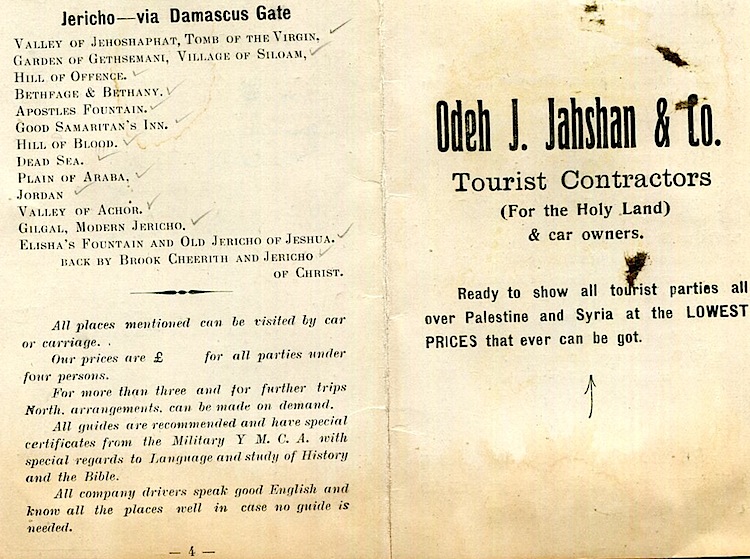 Jericho—via Damascus Gate
Valley of Jehoshaphat, Tomb of the Virgin,
Garden of Gethsemani, Village of Siloam,
Hill of Offence.
Bethfage & Bethany.
Apostles Fountain.
Good Samaritan's Inn.
Hill of Blood.
Dead Sea.
Plain of Araba,
Jordan
Valley of Achor.
Gilgal, Modern Jericho.
Elisha's Fountain and Old Jericho of Jeshua.
back by Brook Cheerith and Jericho
of Christ.
All places mentioned can be visited by car
or carriage. .
Our prices are £ for all parties under
four persons.
For more than three and for further trips
North. arrangements. can be made on demand.
All guides are recommended and have special
certificates from the Military Y M. C. A. with
special regards to Language and study of History
and the Bible.
All company drivers speak good English and
know all the places well in case no guide is
needed.
— 4 —
Odeh J. Jahshan & Co.
Tourist Contractors
(For the Holy Land)
& car owners.
Ready to show all tourist parties all
over Palestine and Syria at the LOWEST
PRICES that ever can be got.